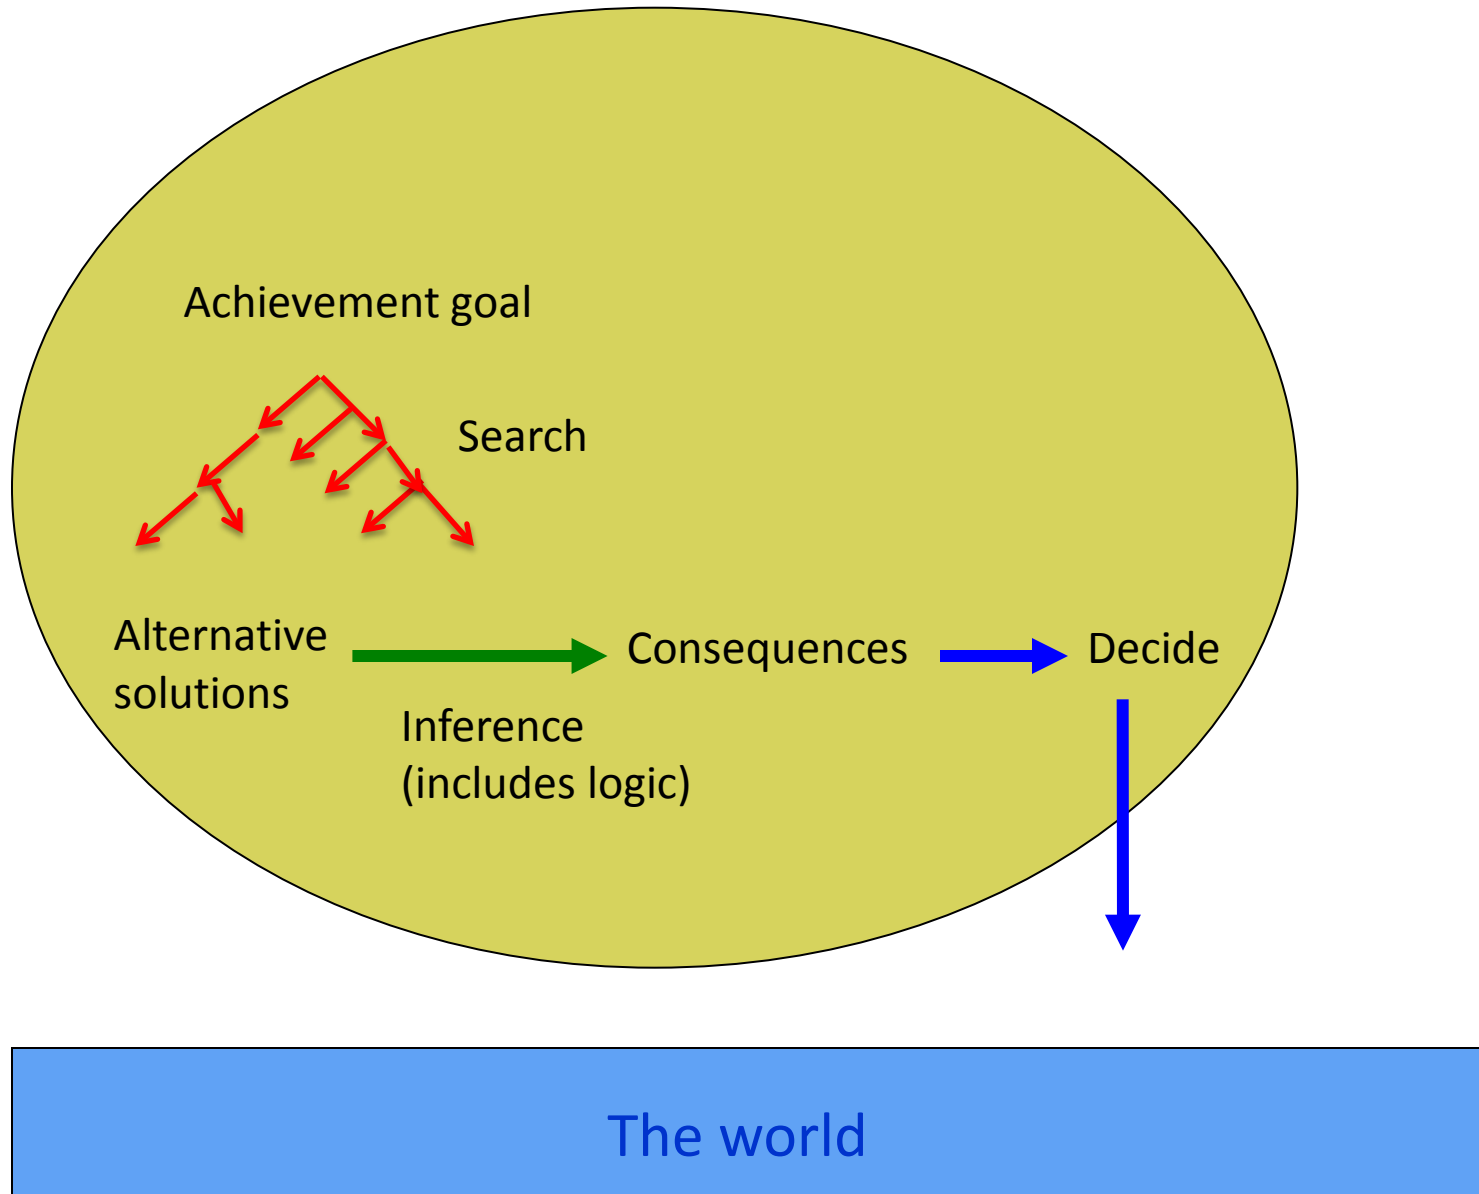 Achievement goal
Search
Alternative
solutions
Consequences
Decide
Inference
(includes logic)
The world